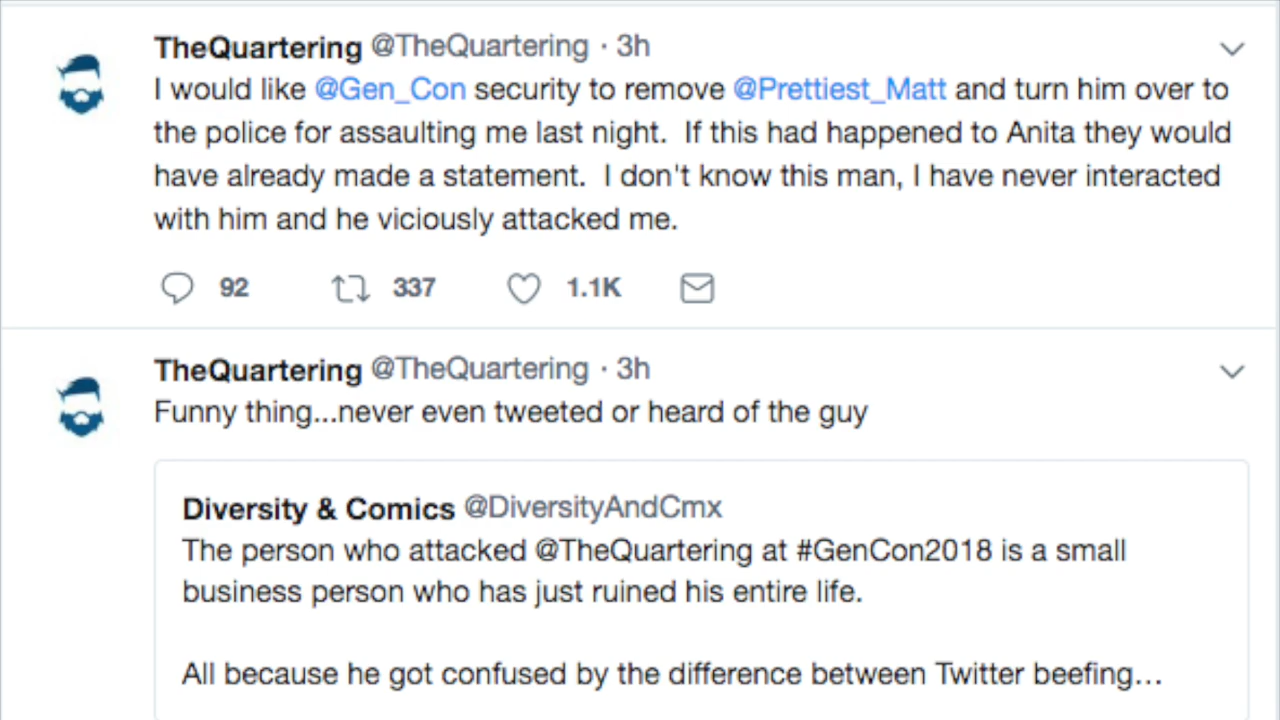 TheQuartering @TheQuartering · 3h
I would like @Gen_Con security to remove @Prettiest_Matt and turn him over to
the police for assaulting me last night.  If this had happened to Anita they would
have already made a statement.  I don't know this man, I have never interacted
with him and he viciously attacked me.
92 337 1.1K
TheQuartering @TheQuartering · 3h
Funny thing...never even tweeted or heard of the guy
Diversity & Comics @DiversityAndCmx
The person who attacked @TheQuartering at #GenCon2018 is a small
business person who has just ruined his entire life.
All because he got confused by the difference between Twitter beefing...